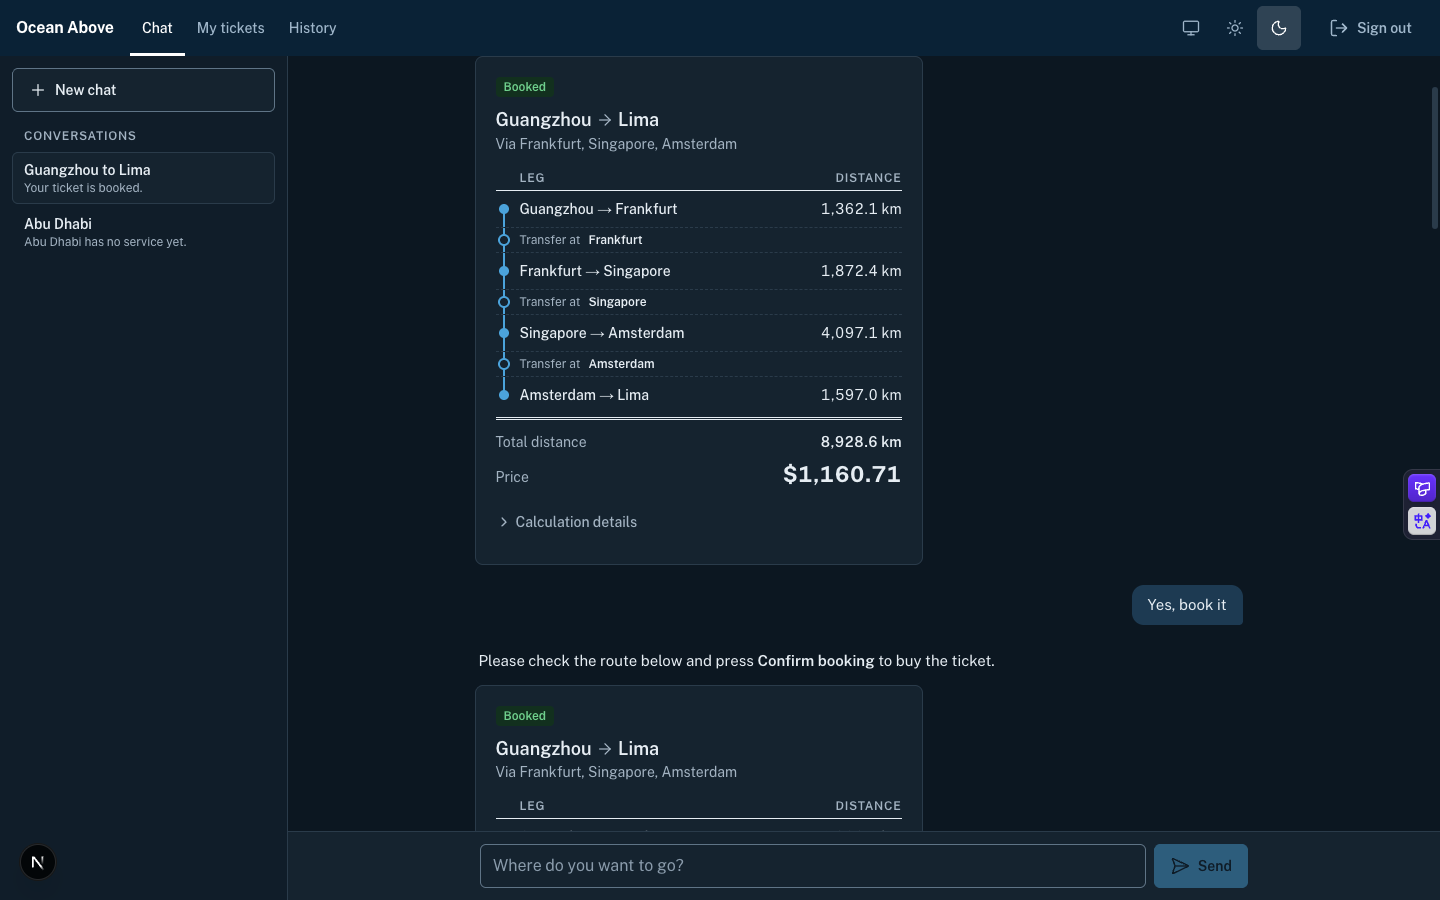 Ocean Above
Chat
My tickets
History
Sign out
New chat
CONVERSATIONS
Guangzhou to Lima
Your ticket is booked.
Abu Dhabi
Abu Dhabi has no service yet.
Booked
Guangzhou → Lima
Via Frankfurt, Singapore, Amsterdam
LEG DISTANCE
Guangzhou → Frankfurt 1,362.1 km
Transfer at Frankfurt
Frankfurt → Singapore 1,872.4 km
Transfer at Singapore
Singapore → Amsterdam 4,097.1 km
Transfer at Amsterdam
Amsterdam → Lima 1,597.0 km
Total distance 8,928.6 km
Price $1,160.71
Calculation details
Yes, book it
Please check the route below and press Confirm booking to buy the ticket.
Booked
Guangzhou → Lima
Via Frankfurt, Singapore, Amsterdam
LEG DISTANCE
Where do you want to go?
Send
N